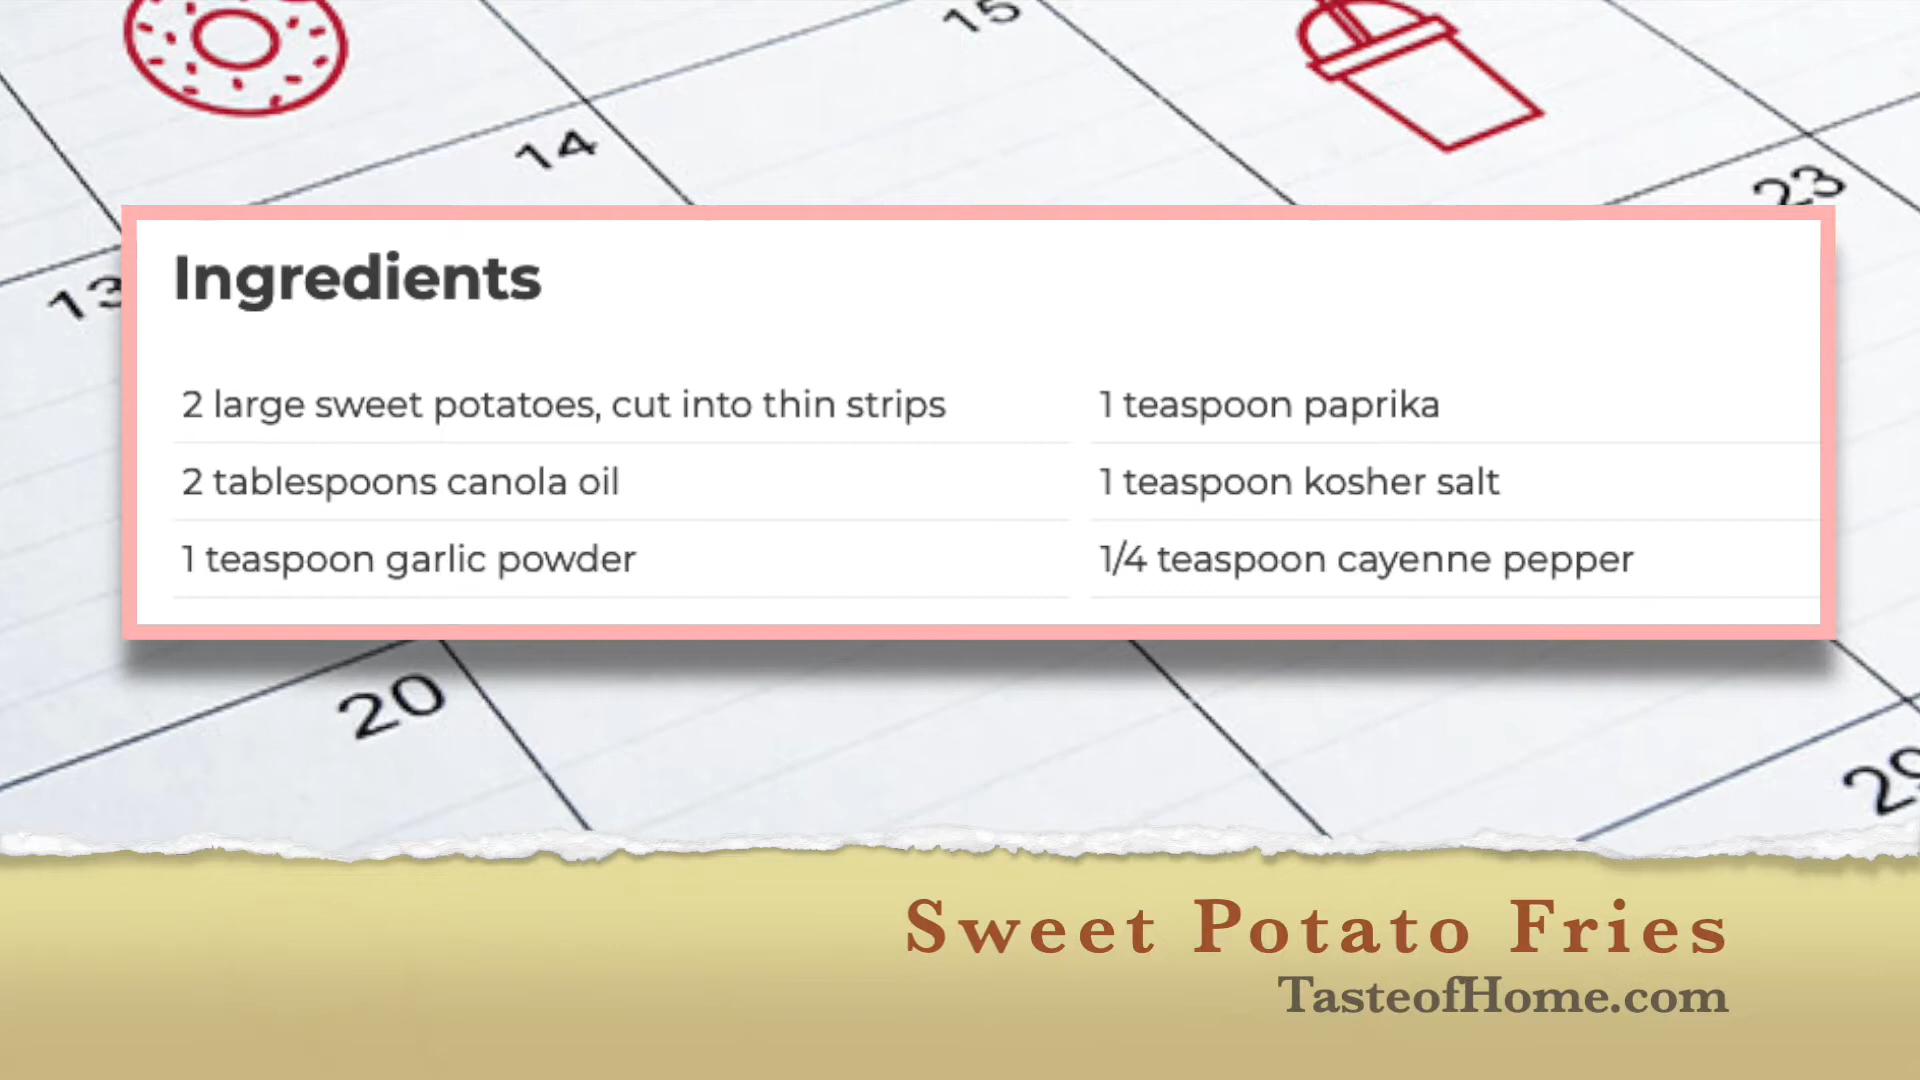 15
14
23
13
Ingredients
2 large sweet potatoes, cut into thin strips
1 teaspoon paprika
2 tablespoons canola oil
1 teaspoon kosher salt
1 teaspoon garlic powder
1/4 teaspoon cayenne pepper
20
29
Sweet Potato Fries
TasteofHome.com